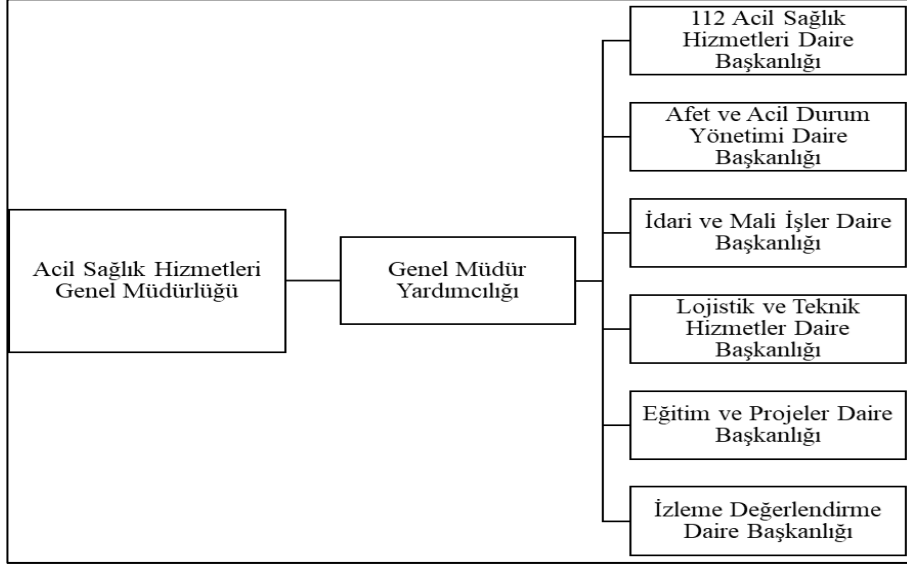 Acil Sağlık Hizmetleri
Genel Müdürlüğü
Genel Müdür
Yardımcılığı
112 Acil Sağlık
Hizmetleri Daire
Başkanlığı
Afet ve Acil Durum
Yönetimi Daire
Başkanlığı
İdari ve Mali İşler Daire
Başkanlığı
Lojistik ve Teknik
Hizmetler Daire
Başkanlığı
Eğitim ve Projeler Daire
Başkanlığı
İzleme Değerlendirme
Daire Başkanlığı